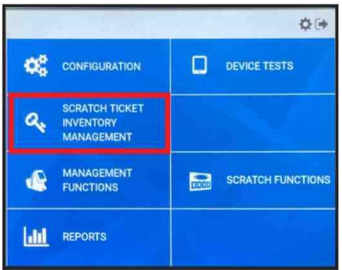 CONFIGURATION
DEVICE TESTS
SCRATCH TICKET
INVENTORY
MANAGEMENT
MANAGEMENT
FUNCTIONS
SCRATCH FUNCTIONS
REPORTS